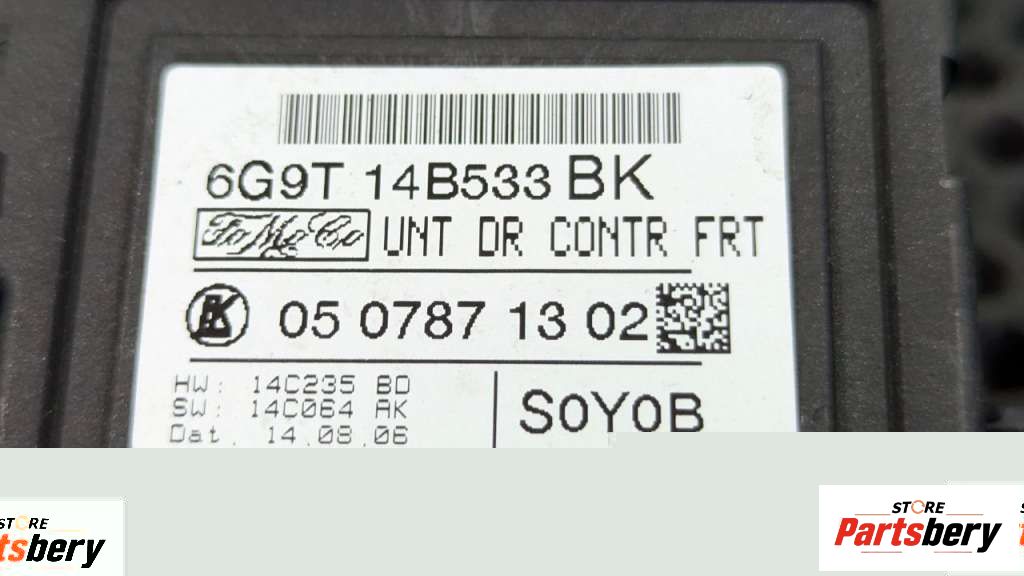 6G9T 14B533 BK
FoMoCo UNT DR CONTR FRT
05 0787 13 02
HW: 14C235 BD
SW: 14C064 AK
Dat. 14.08.06
S0Y0B
STORE
Partsbery
STORE
tsbery